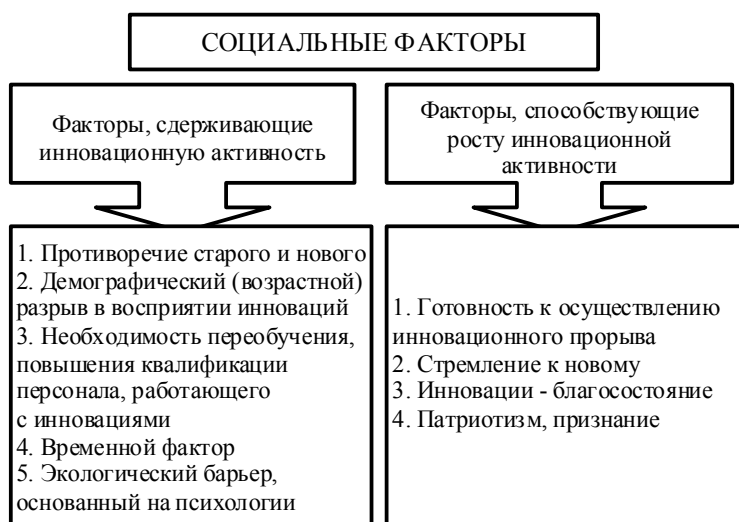 СОЦИАЛЬНЫЕ ФАКТОРЫ
Факторы, сдерживающие
инновационную активность
Факторы, способствующие
росту инновационной
активности
1. Противоречие старого и нового
2. Демографический (возрастной)
разрыв в восприятии инноваций
3. Необходимость переобучения,
повышения квалификации
персонала, работающего
с инновациями
4. Временной фактор
5. Экологический барьер,
основанный на психологии
1. Готовность к осуществлению
инновационного прорыва
2. Стремление к новому
3. Инновации - благосостояние
4. Патриотизм, признание